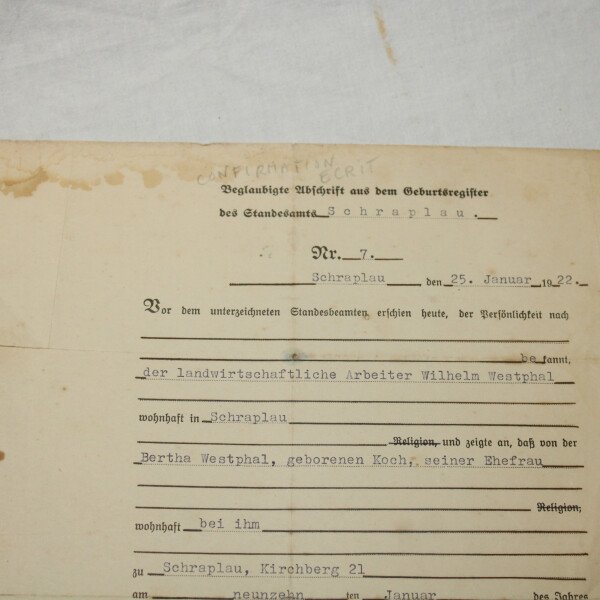 CONFIRMATION
ECRIT
Beglaubigte Abschrift aus dem Geburtsregister
des Standesamts Schraplau.
Nr. 7.
Schraplau den 25. Januar 1922.
Vor dem unterzeichneten Standesbeamten erschien heute, der Persönlichkeit nach
be kannt,
der landwirtschaftliche Arbeiter Wilhelm Westphal
wohnhaft in Schraplau
Religion, und zeigte an, daß von der
Bertha Westphal, geborenen Koch, seiner Ehefrau
Religion,
wohnhaft bei ihm
zu Schraplau, Kirchberg 21
am neunzehn ten Januar des Jahres